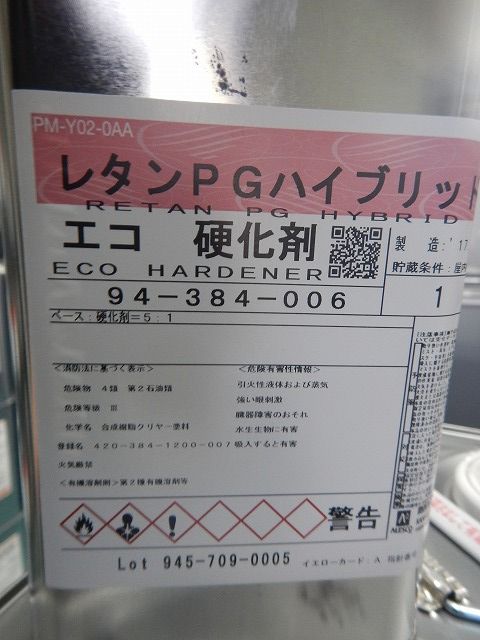 PM-Y02-0AA
レタンPGハイブリッド
RETAN PG HYBRID
エコ 硬化剤
ECO HARDENER
製 造:'17
貯蔵条件:屋内
94-384-006
1
ベース:硬化剤=5:1
<消防法に基づく表示>
危険物 4類 第2石油類
危険等級 Ⅲ
化学名 合成樹脂クリヤー塗料
登録名 420-384-1200-007
火気厳禁
<有機溶剤則>第2種有機溶剤等
<危険有害性情報>
引火性液体および蒸気
強い眼刺激
臓器障害のおそれ
水生生物に有害
吸入すると有害
警告
Lot 945-709-0005
イエローカード:A 指針番号